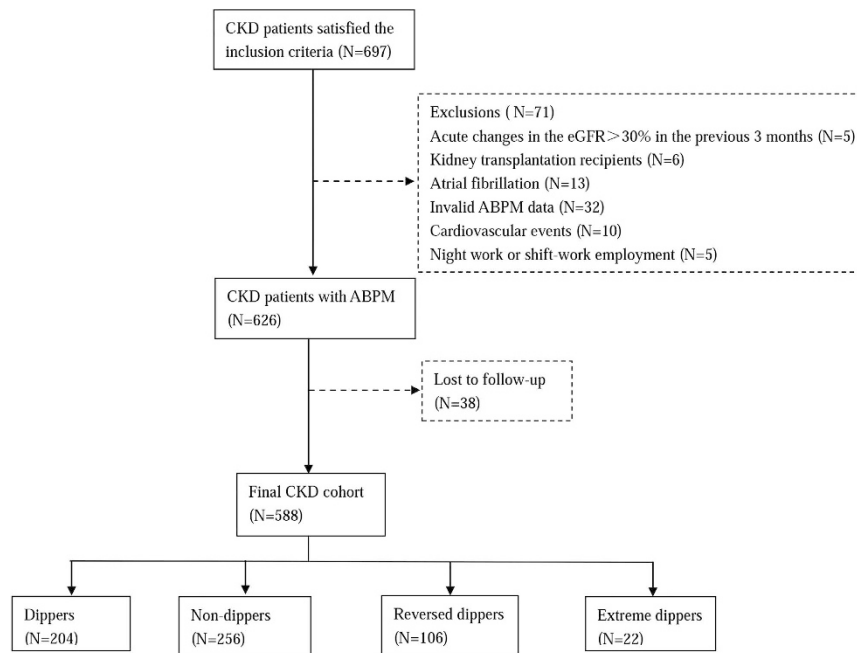 CKD patients satisfied the
inclusion criteria (N=697)
Exclusions ( N=71)
Acute changes in the eGFR＞30% in the previous 3 months (N=5)
Kidney transplantation recipients (N=6)
Atrial fibrillation (N=13)
Invalid ABPM data (N=32)
Cardiovascular events (N=10)
Night work or shift-work employment (N=5)
CKD patients with ABPM
(N=626)
Lost to follow-up
(N=38)
Final CKD cohort
(N=588)
Dippers
(N=204)
Non-dippers
(N=256)
Reversed dippers
(N=106)
Extreme dippers
(N=22)